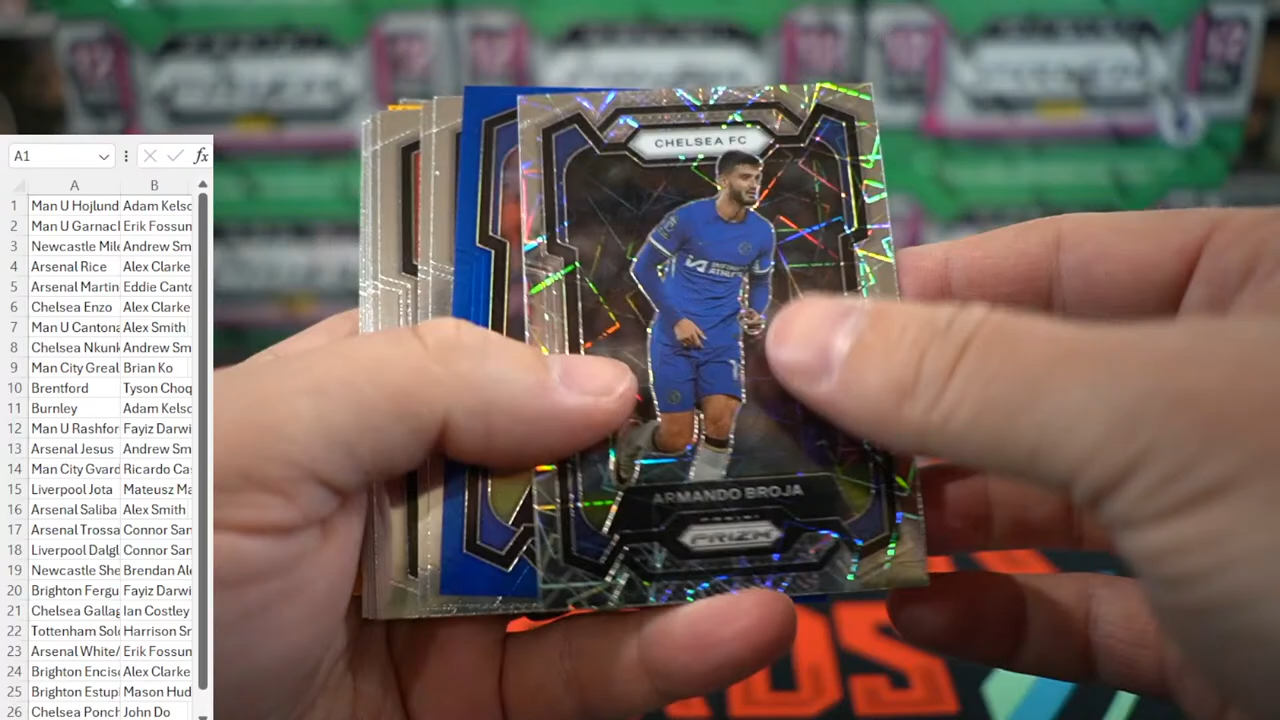 A1
fx
A B
1 Man U Hojlund Adam Kelso
2 Man U Garnacl Erik Fossun
3 Newcastle Mile Andrew Sm
4 Arsenal Rice Alex Clarke
5 Arsenal Martin Eddie Canto
6 Chelsea Enzo Alex Clarke
7 Man U Cantona Alex Smith
8 Chelsea Nkunk Andrew Sm
9 Man City Greal Brian Ko
10 Brentford Tyson Choq
11 Burnley Adam Kelso
12 Man U Rashfor Fayiz Darwi
13 Arsenal Jesus Andrew Sm
14 Man City Gvard Ricardo Ca
15 Liverpool Jota Mateusz Ma
16 Arsenal Saliba Alex Smith
17 Arsenal Trossa Connor San
18 Liverpool Dalgl Connor San
19 Newcastle She Brendan Al
20 Brighton Fergu Fayiz Darwi
21 Chelsea Gallag Ian Costley
22 Tottenham Sol Harrison Sr
23 Arsenal White/ Erik Fossun
24 Brighton Encis Alex Clarke
25 Brighton Estup Mason Hud
26 Chelsea Ponch John Do
CHELSEA FC
ARMANDO BROJA
PANINI
PRIZM